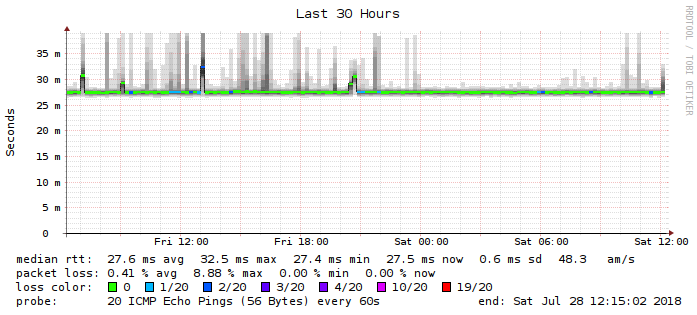 Last 30 Hours
RRDTOOL / TOBI OETIKER
Seconds
35 m
30 m
25 m
20 m
15 m
10 m
5 m
0
Fri 12:00 Fri 18:00 Sat 00:00 Sat 06:00 Sat 12:00
median rtt: 27.6 ms avg 32.5 ms max 27.4 ms min 27.5 ms now 0.6 ms sd 48.3 am/s
packet loss: 0.41 % avg 8.88 % max 0.00 % min 0.00 % now
loss color: 0 1/20 2/20 3/20 4/20 10/20 19/20
probe: 20 ICMP Echo Pings (56 Bytes) every 60s end: Sat Jul 28 12:15:02 2018